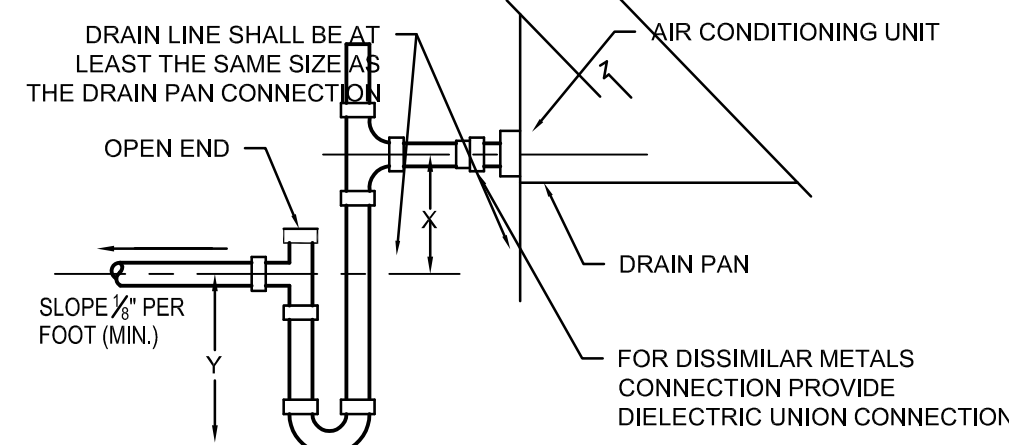 DRAIN LINE SHALL BE AT
LEAST THE SAME SIZE AS
THE DRAIN PAN CONNECTION
AIR CONDITIONING UNIT
Z
OPEN END
X
DRAIN PAN
SLOPE ⅛" PER
FOOT (MIN.)
Y
FOR DISSIMILAR METALS
CONNECTION PROVIDE
DIELECTRIC UNION CONNECTION